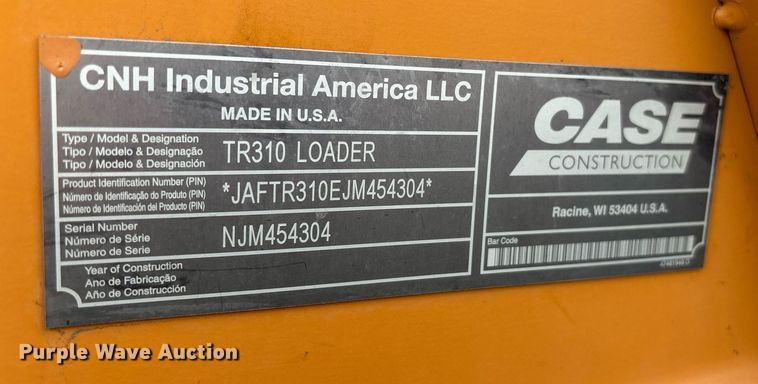 CNH Industrial America LLC
MADE IN U.S.A.
Type / Model & Designation
Tipo / Modelo & Designação
Tipo / Modelo & Designación
TR310 LOADER
Product Identification Number (PIN)
Número de Identificação do Produto (PIN)
Número de Identificación del Producto (PIN)
*JAFTR310EJM454304*
Serial Number
Número de Série
Número de Serie
NJM454304
Year of Construction
Ano de Fabricação
Año de Construcción
CASE
CONSTRUCTION
Racine, WI 53404 U.S.A.
Bar Code
Purple Wave Auction